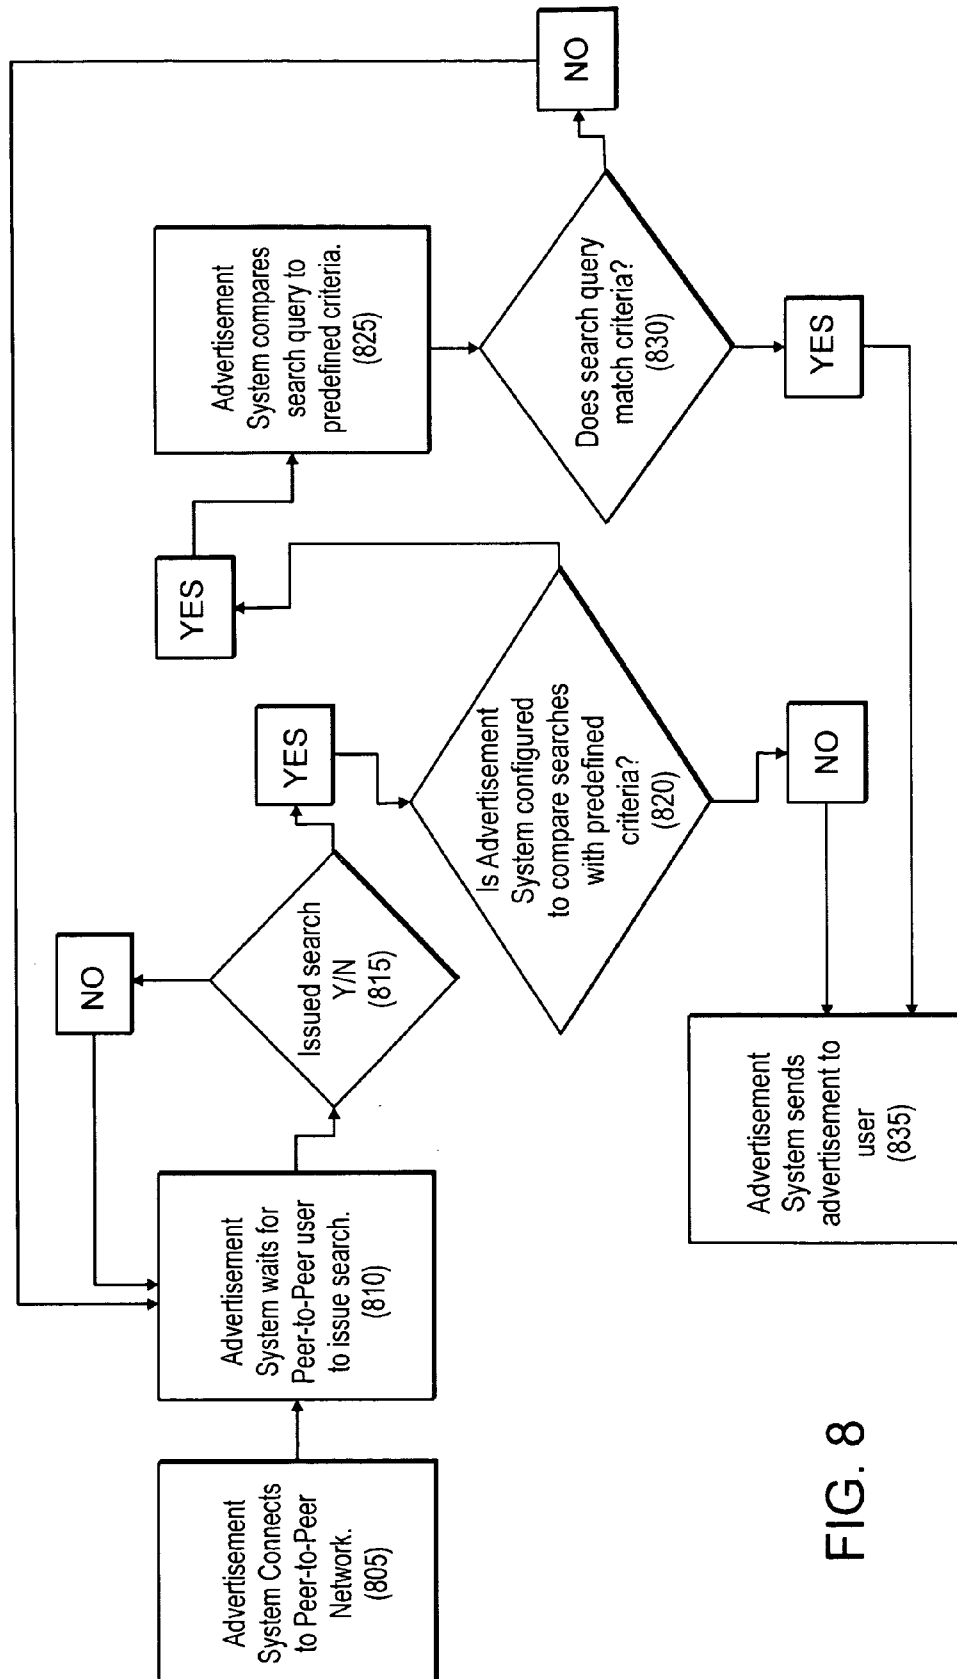 Advertisement
System Connects
to Peer-to-Peer
Network.
(805)
Advertisement
System waits for
Peer-to-Peer user
to issue search.
(810)
NO
Issued search
Y/N
(815)
YES
Is Advertisement
System configured
to compare searches
with predefined
criteria?
(820)
YES
NO
Advertisement
System compares
search query to
predefined criteria.
(825)
Does search query
match criteria?
(830)
NO
YES
Advertisement
System sends
advertisement to
user
(835)
FIG. 8